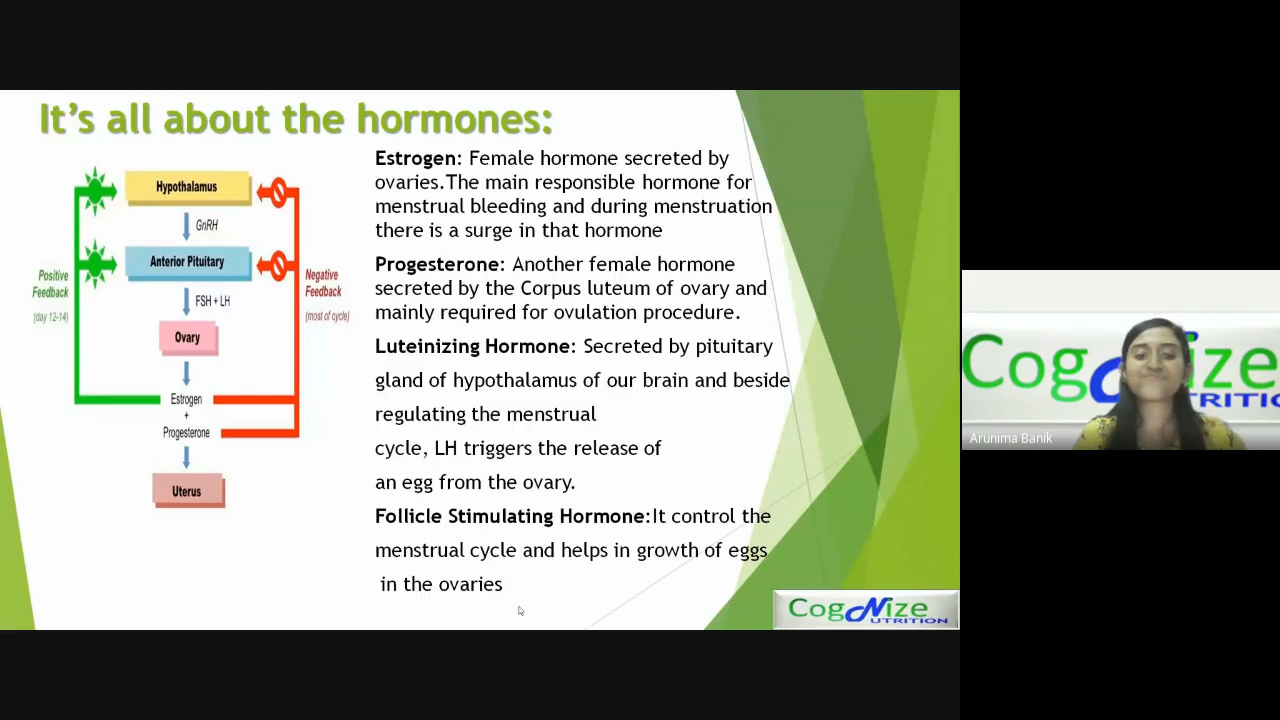 It's all about the hormones:
Hypothalamus
GnRH
Anterior Pituitary
Positive
Feedback
(day 12-14)
Negative
Feedback
(most of cycle)
FSH + LH
Ovary
Estrogen
+
Progesterone
Uterus
Estrogen: Female hormone secreted by
ovaries.The main responsible hormone for
menstrual bleeding and during menstruation
there is a surge in that hormone
Progesterone: Another female hormone
secreted by the Corpus luteum of ovary and
mainly required for ovulation procedure.
Luteinizing Hormone: Secreted by pituitary
gland of hypothalamus of our brain and beside
regulating the menstrual
cycle, LH triggers the release of
an egg from the ovary.
Follicle Stimulating Hormone:It control the
menstrual cycle and helps in growth of eggs
in the ovaries
CogNize
UTRITION
Cog ize
UTRITI
Arunima Banik